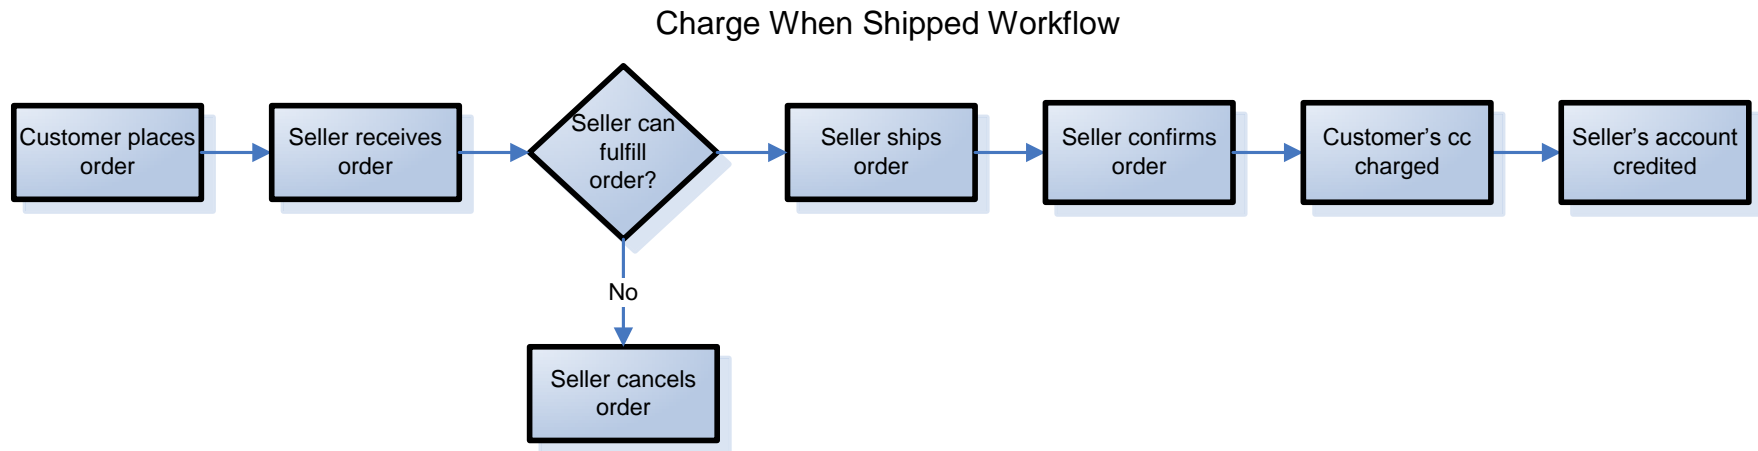 Charge When Shipped Workflow
Customer places
order
Seller receives
order
Seller can
fulfill
order?
Seller ships
order
Seller confirms
order
Customer's cc
charged
Seller's account
credited
No
Seller cancels
order